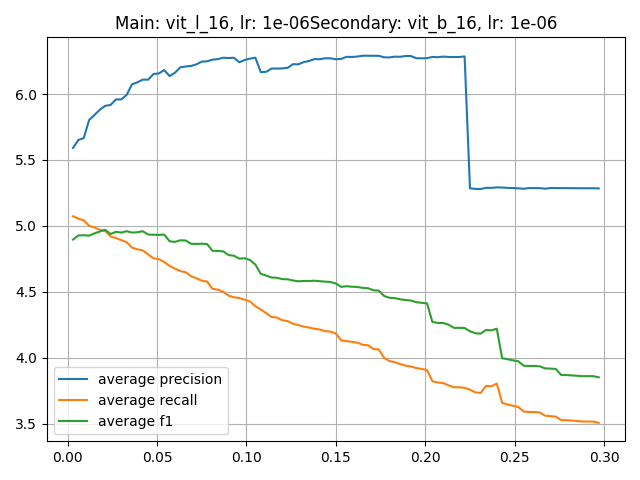 Main: vit_l_16, lr: 1e-06Secondary: vit_b_16, lr: 1e-06
6.0
5.5
5.0
4.5
4.0
3.5
average precision
average recall
average f1
0.00 0.05 0.10 0.15 0.20 0.25 0.30